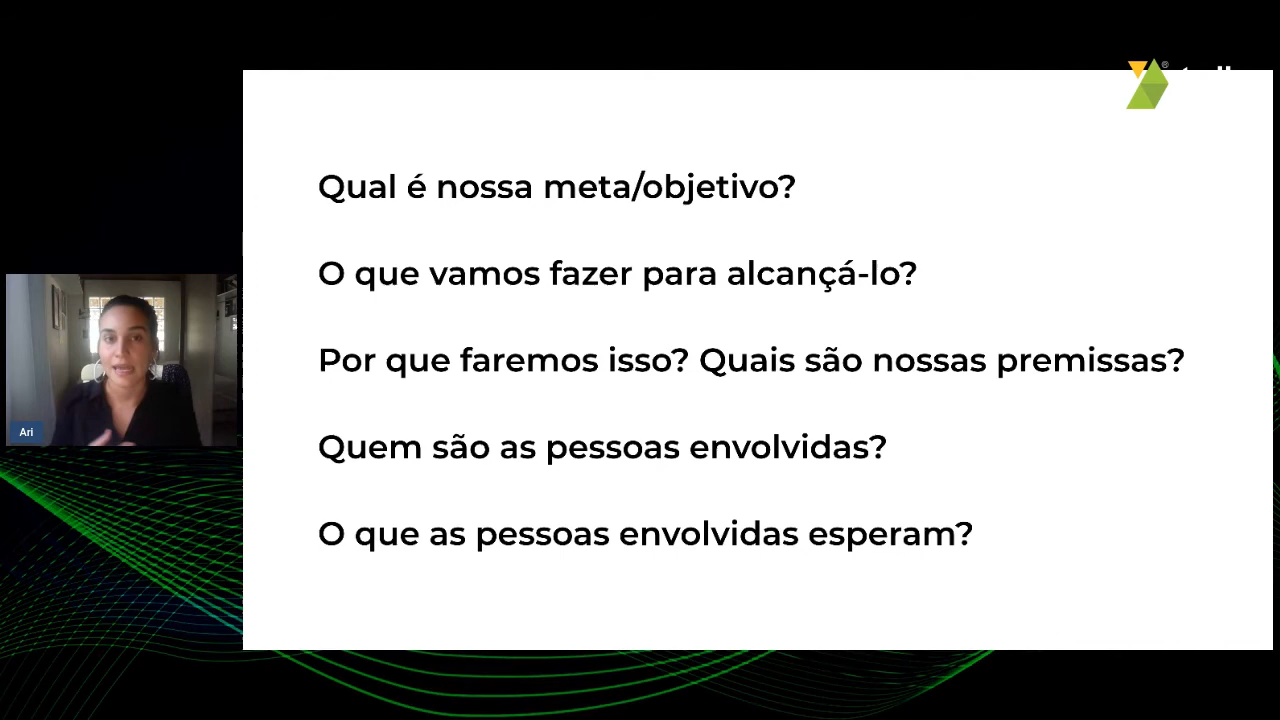 Qual é nossa meta/objetivo?
O que vamos fazer para alcançá-lo?
Por que faremos isso? Quais são nossas premissas?
Quem são as pessoas envolvidas?
O que as pessoas envolvidas esperam?
Ari